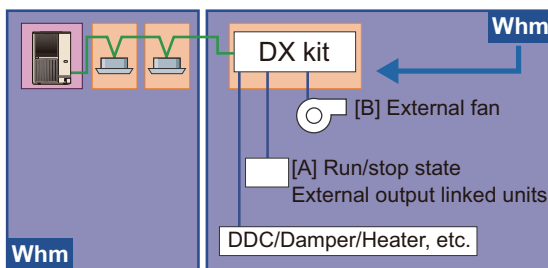 Whm
DX kit
[B] External fan
[A] Run/stop state
External output linked units
DDC/Damper/Heater, etc.
Whm